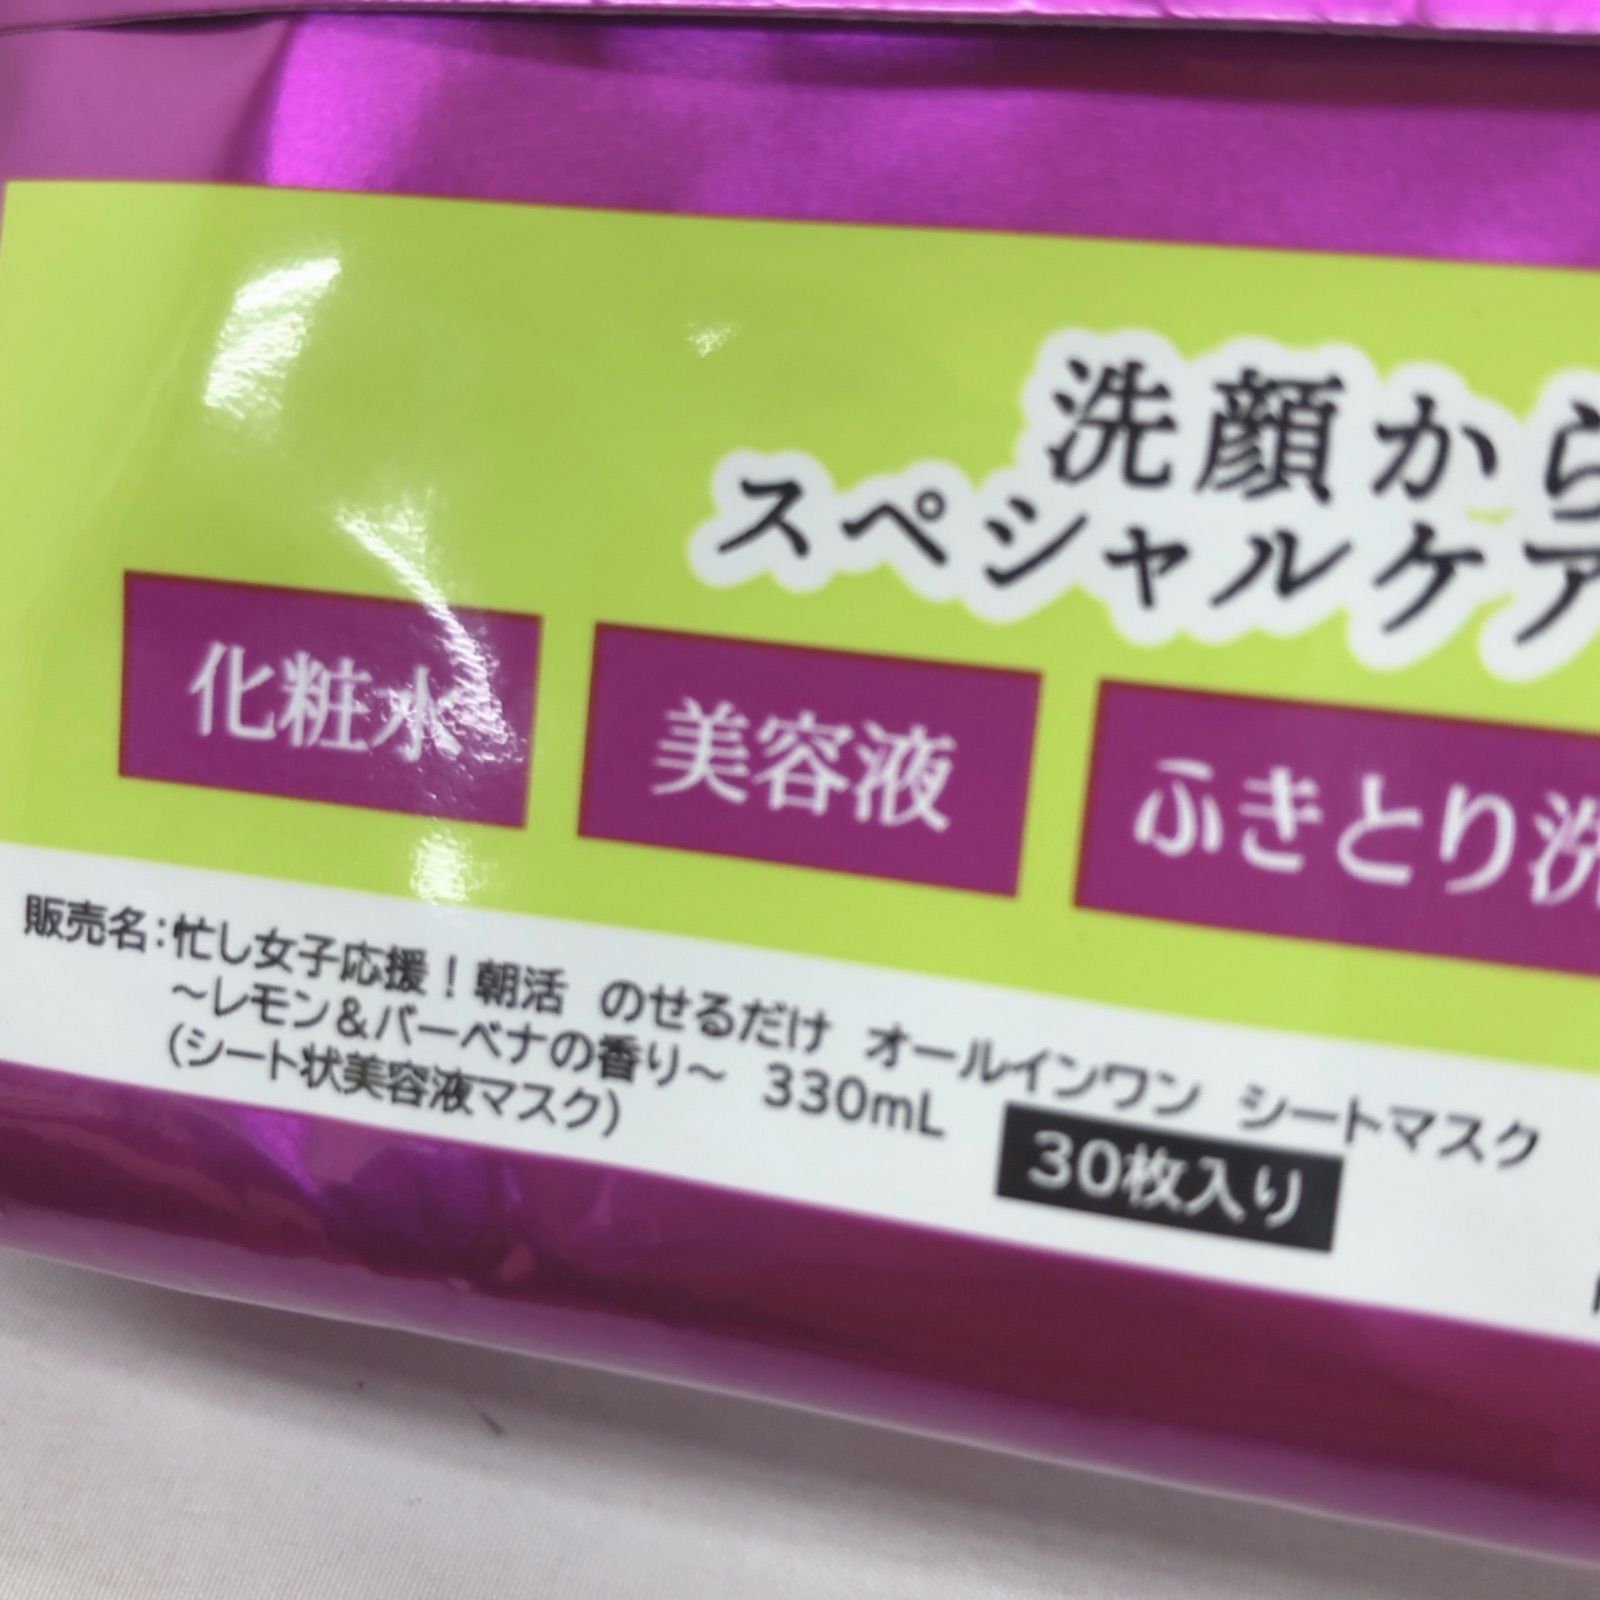 洗顔から
スペシャルケア
化粧水
美容液
ふきとり洗
販売名:忙し女子応援!朝活 のせるだけ オールインワン シートマスク
~レモン&バーベナの香り~ 330mL 30枚入り
(シート状美容液マスク)